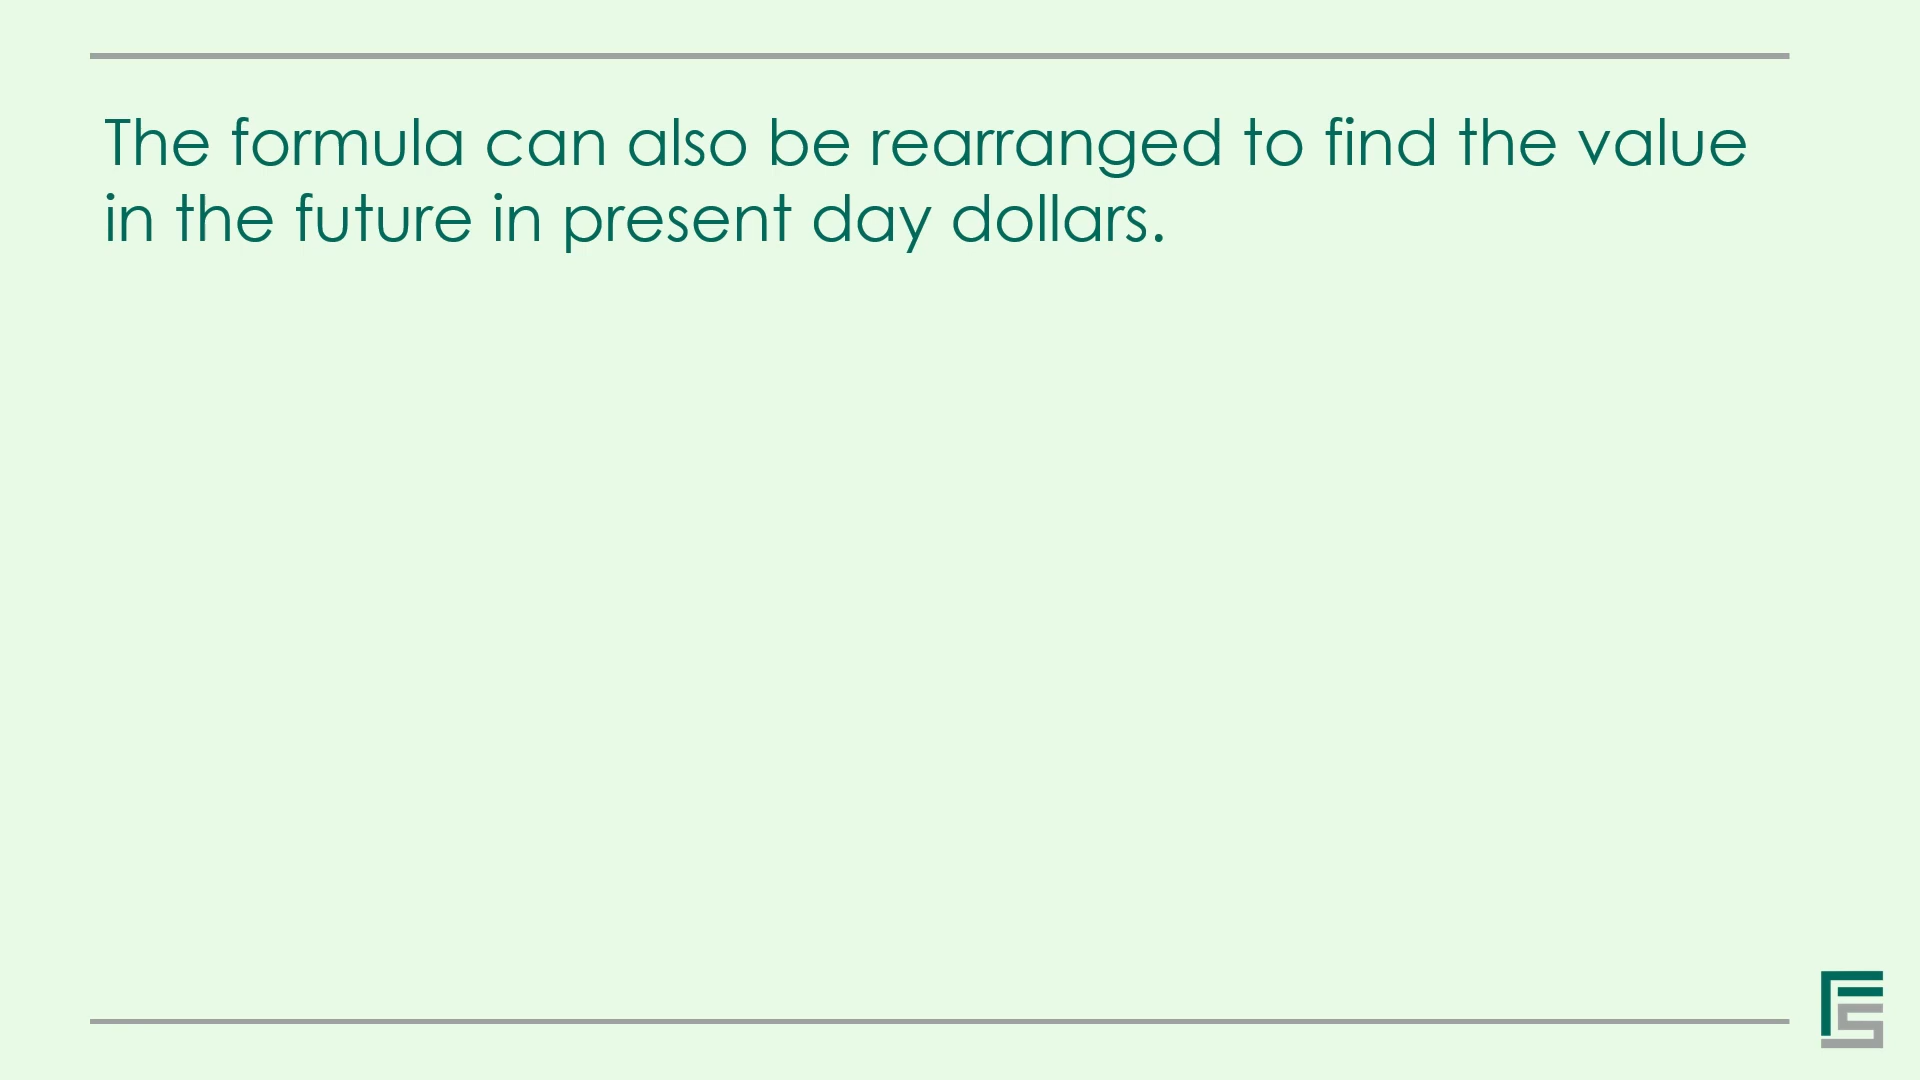 The formula can also be rearranged to find the value
in the future in present day dollars.